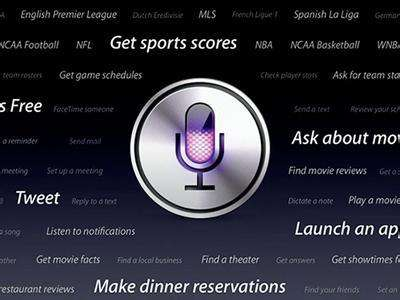 A English Premier League Dutch Eredivisie MLS French Ligue 1 Spanish La Liga German
NCAA Football NFL Get sports scores NBA NCAA Basketball WNBA
team rosters Get game schedules Check player stats Ask for team sta
s Free FaceTime someone Send a text Review your sch
a reminder Send mail Ask about mov
meeting Set up a meeting Find movie reviews Get a
Tweet Reply to a text Dictate a note Play a movie
a song Listen to notifications Launch an app
ather Get movie facts Find a local business Find a theater Get answers Get showtimes f
restaurant reviews Make dinner reservations Find your friends Set an